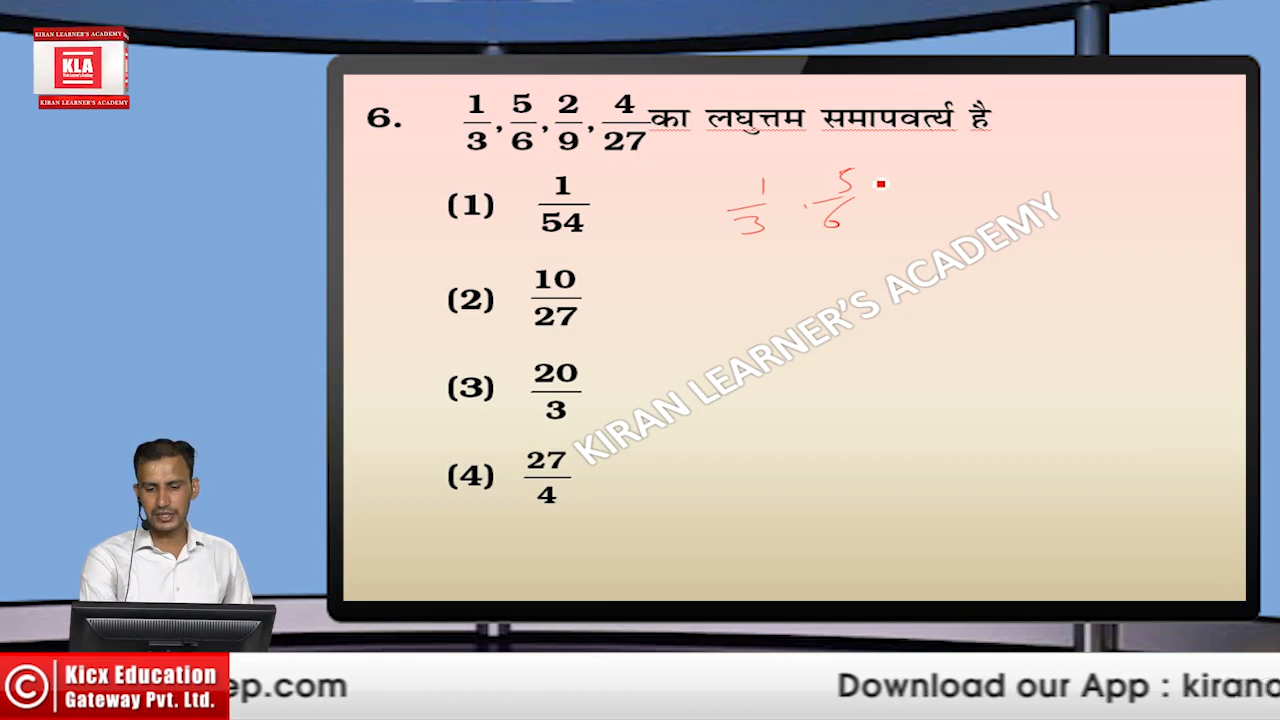 KIRAN LEARNER'S ACADEMY
KLA
KIRAN LEARNER'S ACADEMY
6. 1/3, 5/6, 2/9, 4/27 का लघुत्तम समापवर्त्य है
(1) 1/54
1/3 . 5/6
(2) 10/27
(3) 20/3
(4) 27/4
KIRAN LEARNER'S ACADEMY
© Kicx Education
Gateway Pvt. Ltd.
ep.com
Download our App : kirano